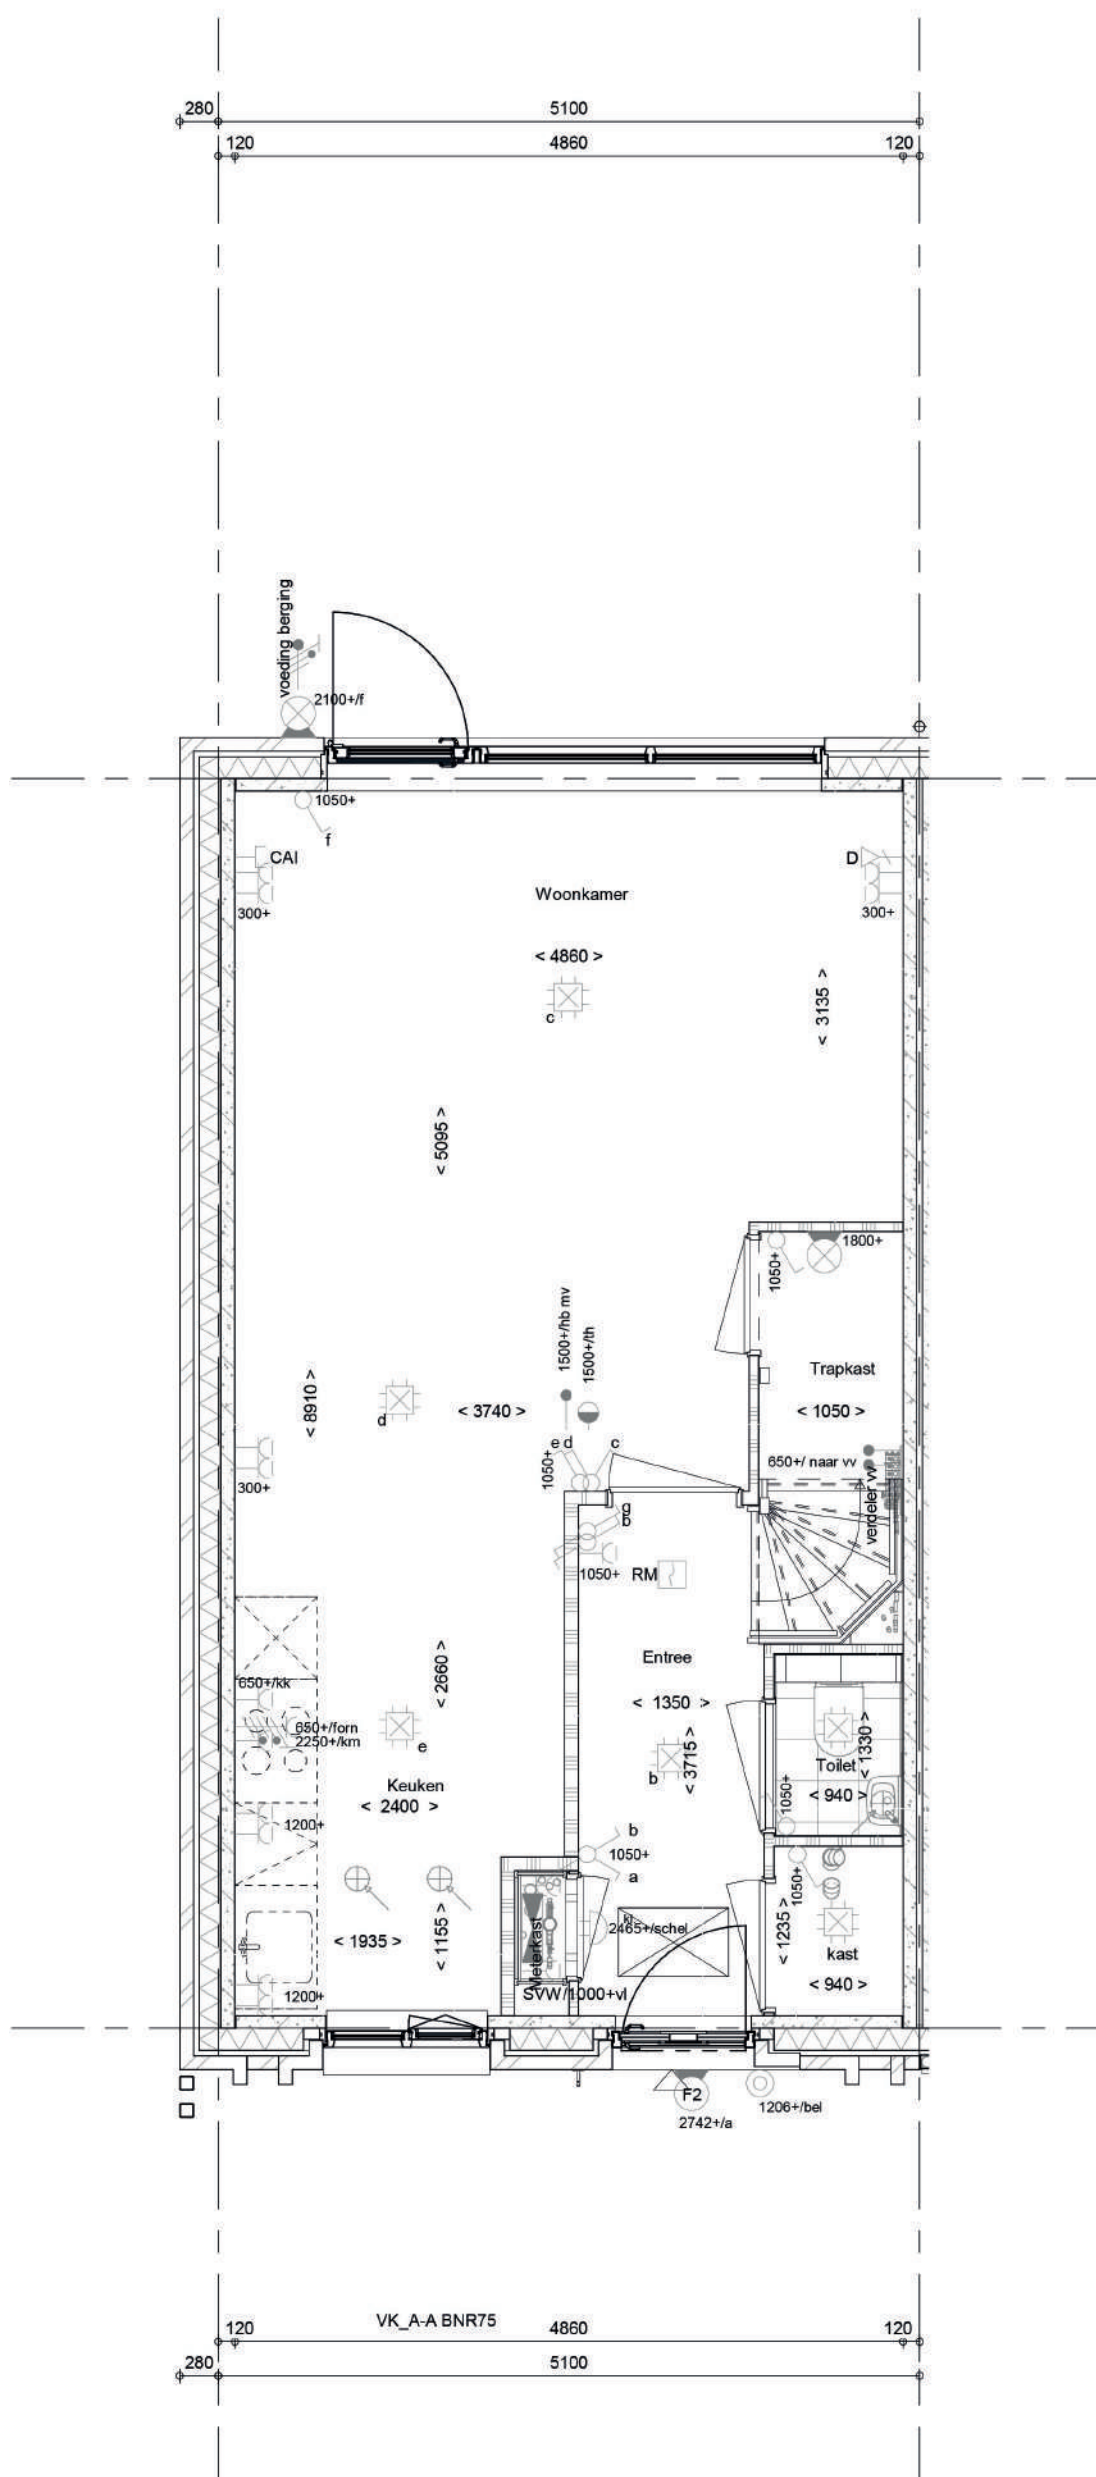 280
5100
120
4860
120
voeding berging
2100+/f
1050+
f
CAI
300+
D
300+
Woonkamer
< 4860 >
c
< 3135 >
< 5095 >
1050+
1800+
1500+/hb mv
1500+/th
Trapkast
< 1050 >
< 8910 >
d
< 3740 >
e d
c
1050+
650+/ naar vv
verdeler vv
300+
g
b
1050+
RM
Entree
< 1350 >
650+/kk
650+/forn
2250+/km
< 2660 >
e
Keuken
< 2400 >
b
< 3715 >
Toilet
< 1330 >
< 940 >
1050+
1200+
b
1050+
a
1050+
< 1935 >
< 1155 >
Meterkast
2465+/schel
< 1235 >
kast
< 940 >
1200+
SVW/1000+vl
F2
2742+/a
1206+/bel
VK_A-A BNR75
120
4860
120
280
5100